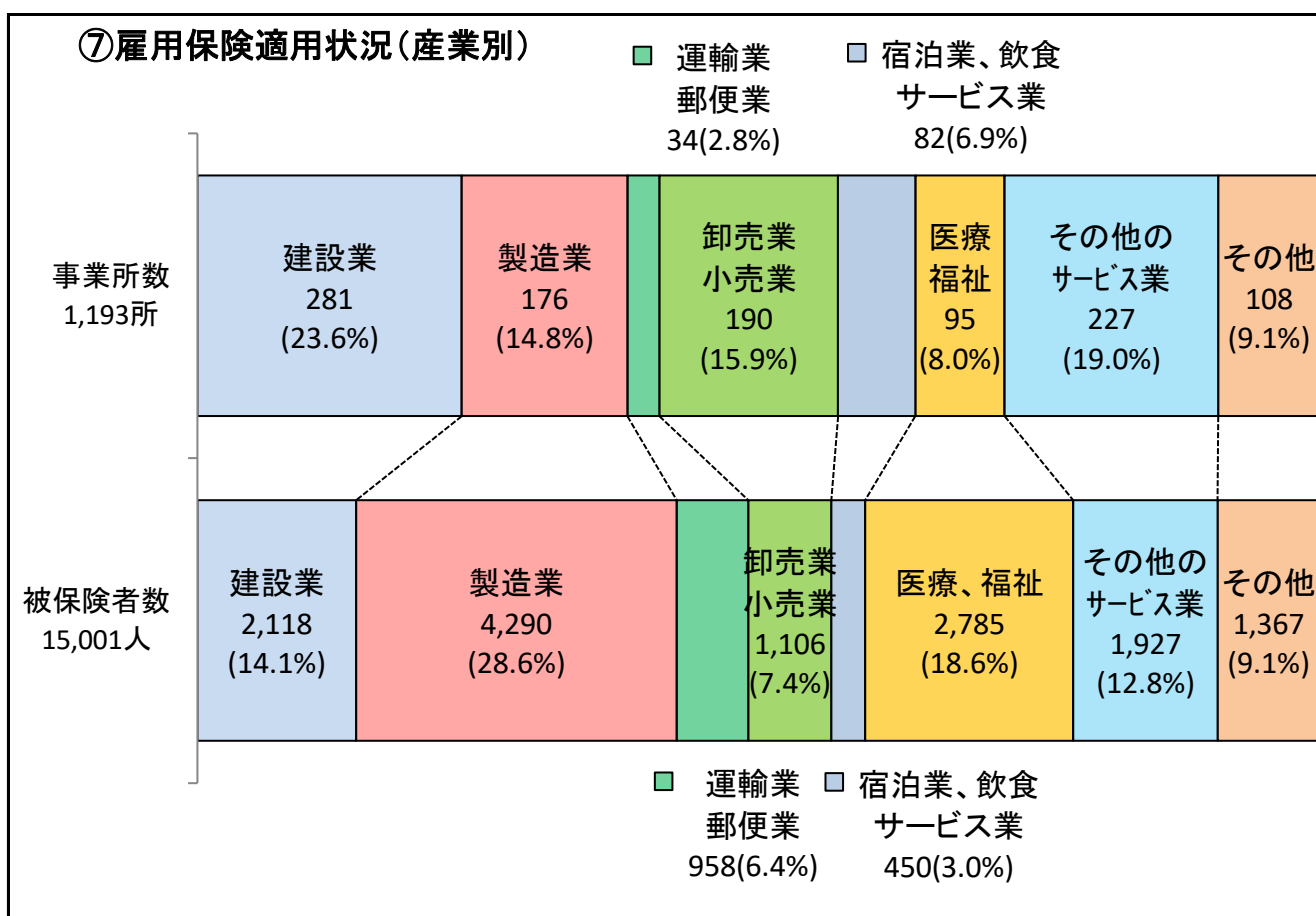 ⑦雇用保険適用状況(産業別)
運輸業
郵便業
34(2.8%)
宿泊業、飲食
サービス業
82(6.9%)
事業所数
1,193所
建設業
281
(23.6%)
製造業
176
(14.8%)
卸売業
小売業
190
(15.9%)
医療
福祉
95
(8.0%)
その他の
ｻｰﾋﾞｽ業
227
(19.0%)
その他
108
(9.1%)
被保険者数
15,001人
建設業
2,118
(14.1%)
製造業
4,290
(28.6%)
卸売業
小売業
1,106
(7.4%)
医療、福祉
2,785
(18.6%)
その他の
ｻｰﾋﾞｽ業
1,927
(12.8%)
その他
1,367
(9.1%)
運輸業
郵便業
958(6.4%)
宿泊業、飲食
サービス業
450(3.0%)